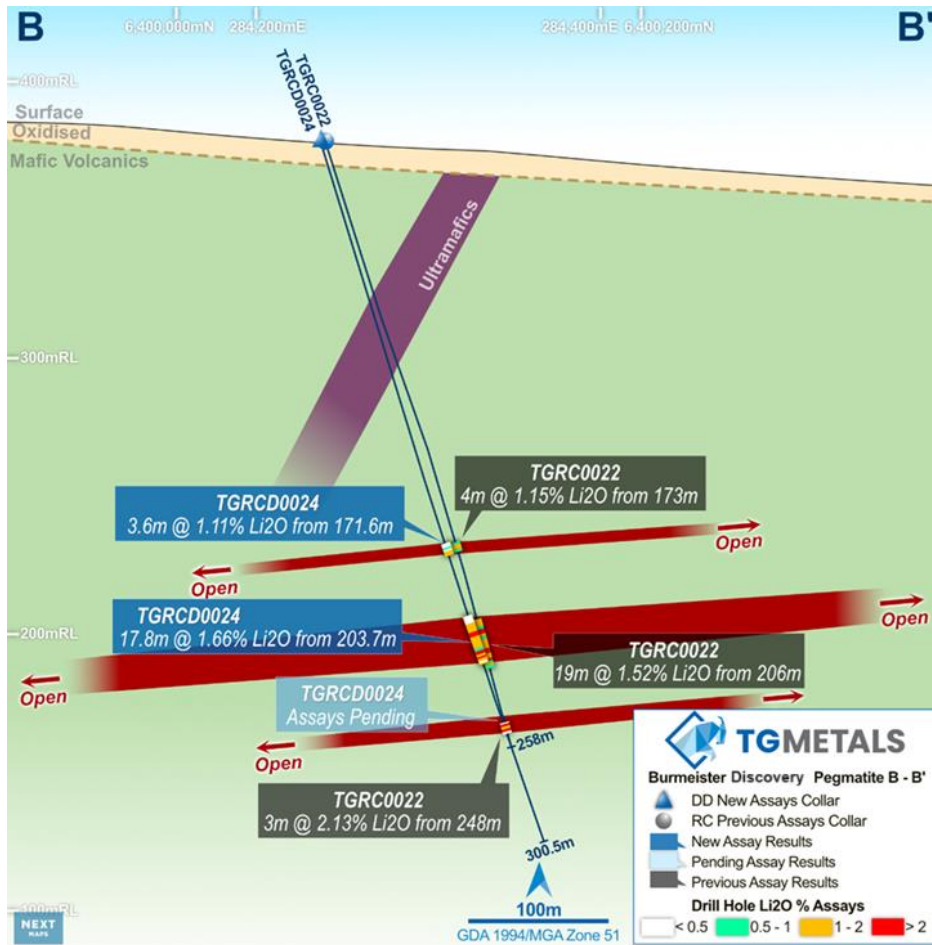 B
B'
6,400,000mN
284,200mE
284,400mE
6,400,200mN
400mRL
TGRC0022
TGRCD0024
Surface
Oxidised
Mafic Volcanics
Ultramafics
300mRL
TGRCD0024
3.6m @ 1.11% Li2O from 171.6m
TGRC0022
4m @ 1.15% Li2O from 173m
Open
Open
TGRCD0024
17.8m @ 1.66% Li2O from 203.7m
200mRL
TGRC0022
19m @ 1.52% Li2O from 206m
Open
Open
TGRCD0024
Assays Pending
258m
Open
TGRC0022
3m @ 2.13% Li2O from 248m
300.5m
100mRL
NEXT
MAPS
100m
GDA 1994/MGA Zone 51
TGMETALS
Burmeister Discovery Pegmatite B - B'
DD New Assays Collar
RC Previous Assays Collar
New Assay Results
Pending Assay Results
Previous Assay Results
Drill Hole Li2O % Assays
< 0.5
0.5 - 1
1 - 2
> 2